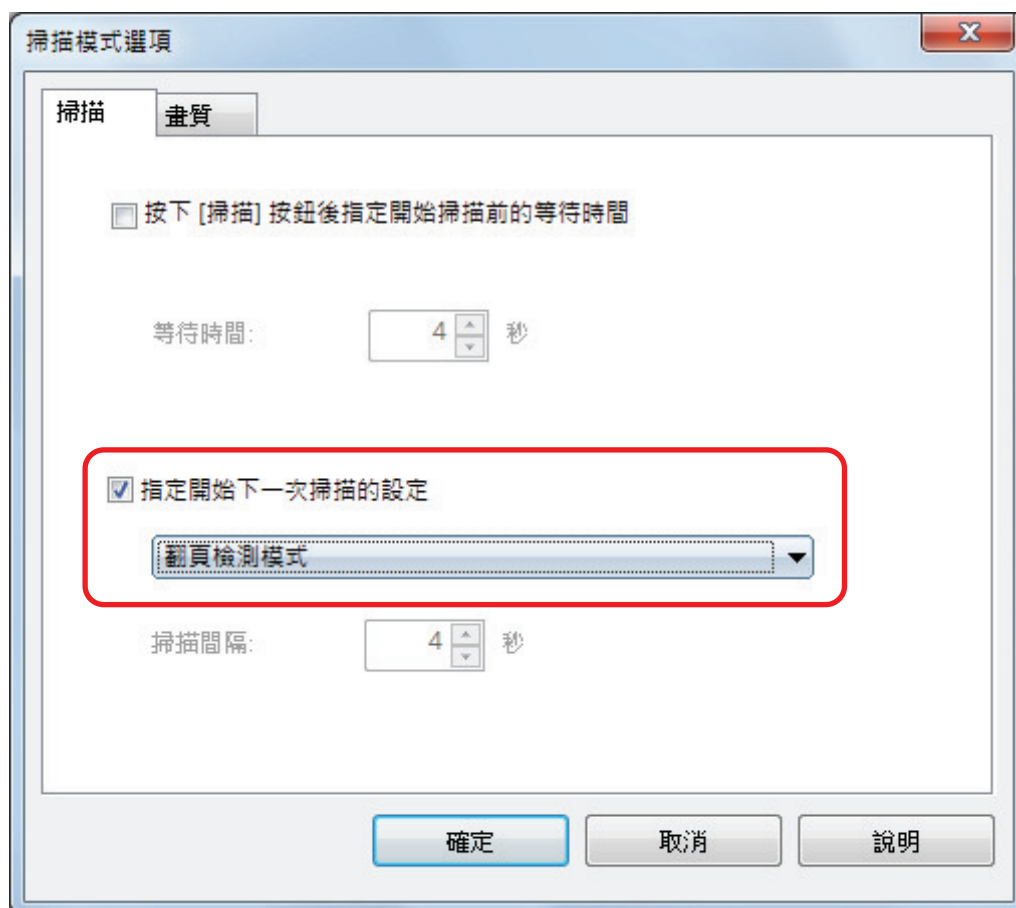 掃描模式選項
掃描 畫質
按下 [掃描] 按鈕後指定開始掃描前的等待時間
等待時間: 4 秒
指定開始下一次掃描的設定
翻頁檢測模式
掃描間隔: 4 秒
確定 取消 說明